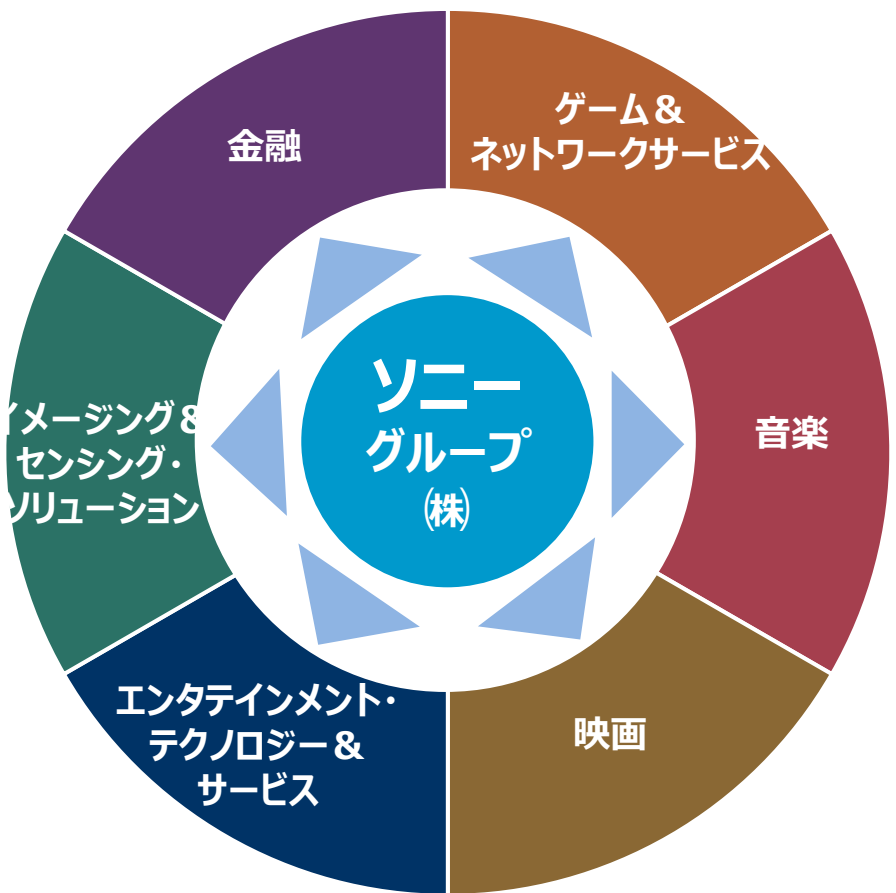 金融
ゲーム＆
ネットワークサービス
イメージング＆
センシング・
ソリューション
ソニー
グループ
㈱
音楽
エンタテインメント・
テクノロジー＆
サービス
映画